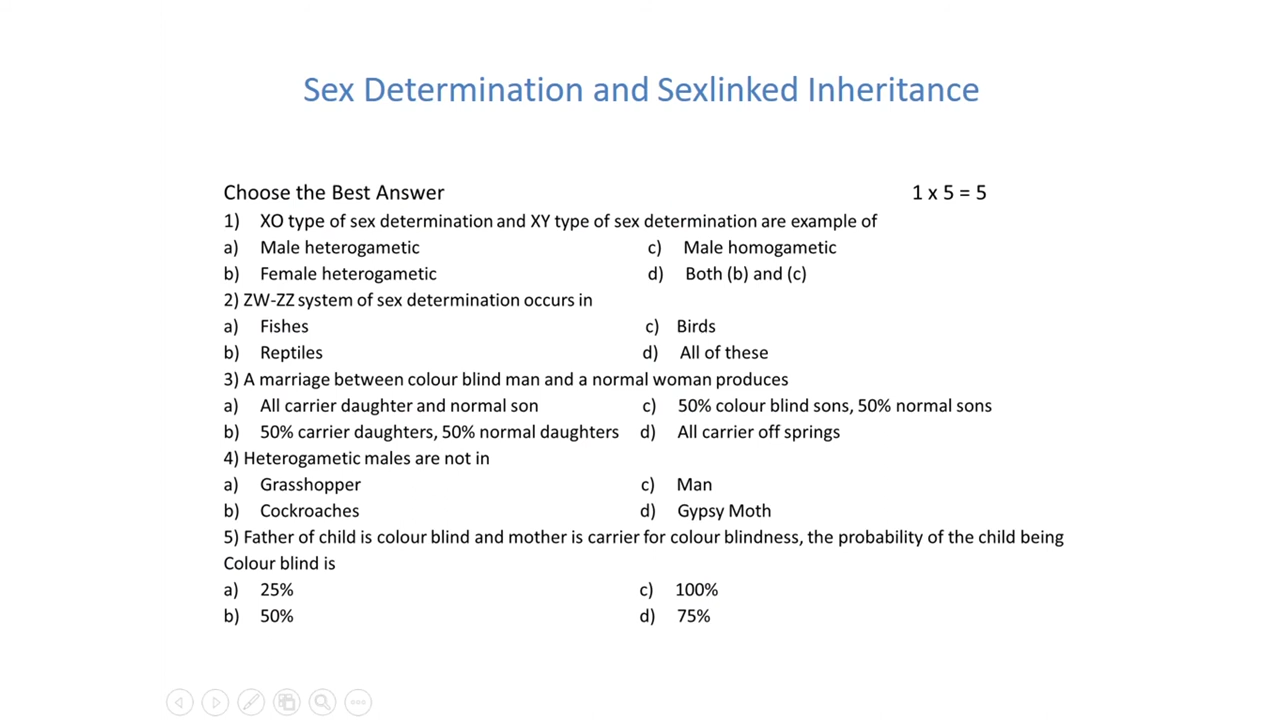 Sex Determination and Sexlinked Inheritance
Choose the Best Answer 1 x 5 = 5
1) XO type of sex determination and XY type of sex determination are example of
a) Male heterogametic c) Male homogametic
b) Female heterogametic d) Both (b) and (c)
2) ZW-ZZ system of sex determination occurs in
a) Fishes c) Birds
b) Reptiles d) All of these
3) A marriage between colour blind man and a normal woman produces
a) All carrier daughter and normal son c) 50% colour blind sons, 50% normal sons
b) 50% carrier daughters, 50% normal daughters d) All carrier off springs
4) Heterogametic males are not in
a) Grasshopper c) Man
b) Cockroaches d) Gypsy Moth
5) Father of child is colour blind and mother is carrier for colour blindness, the probability of the child being
Colour blind is
a) 25% c) 100%
b) 50% d) 75%